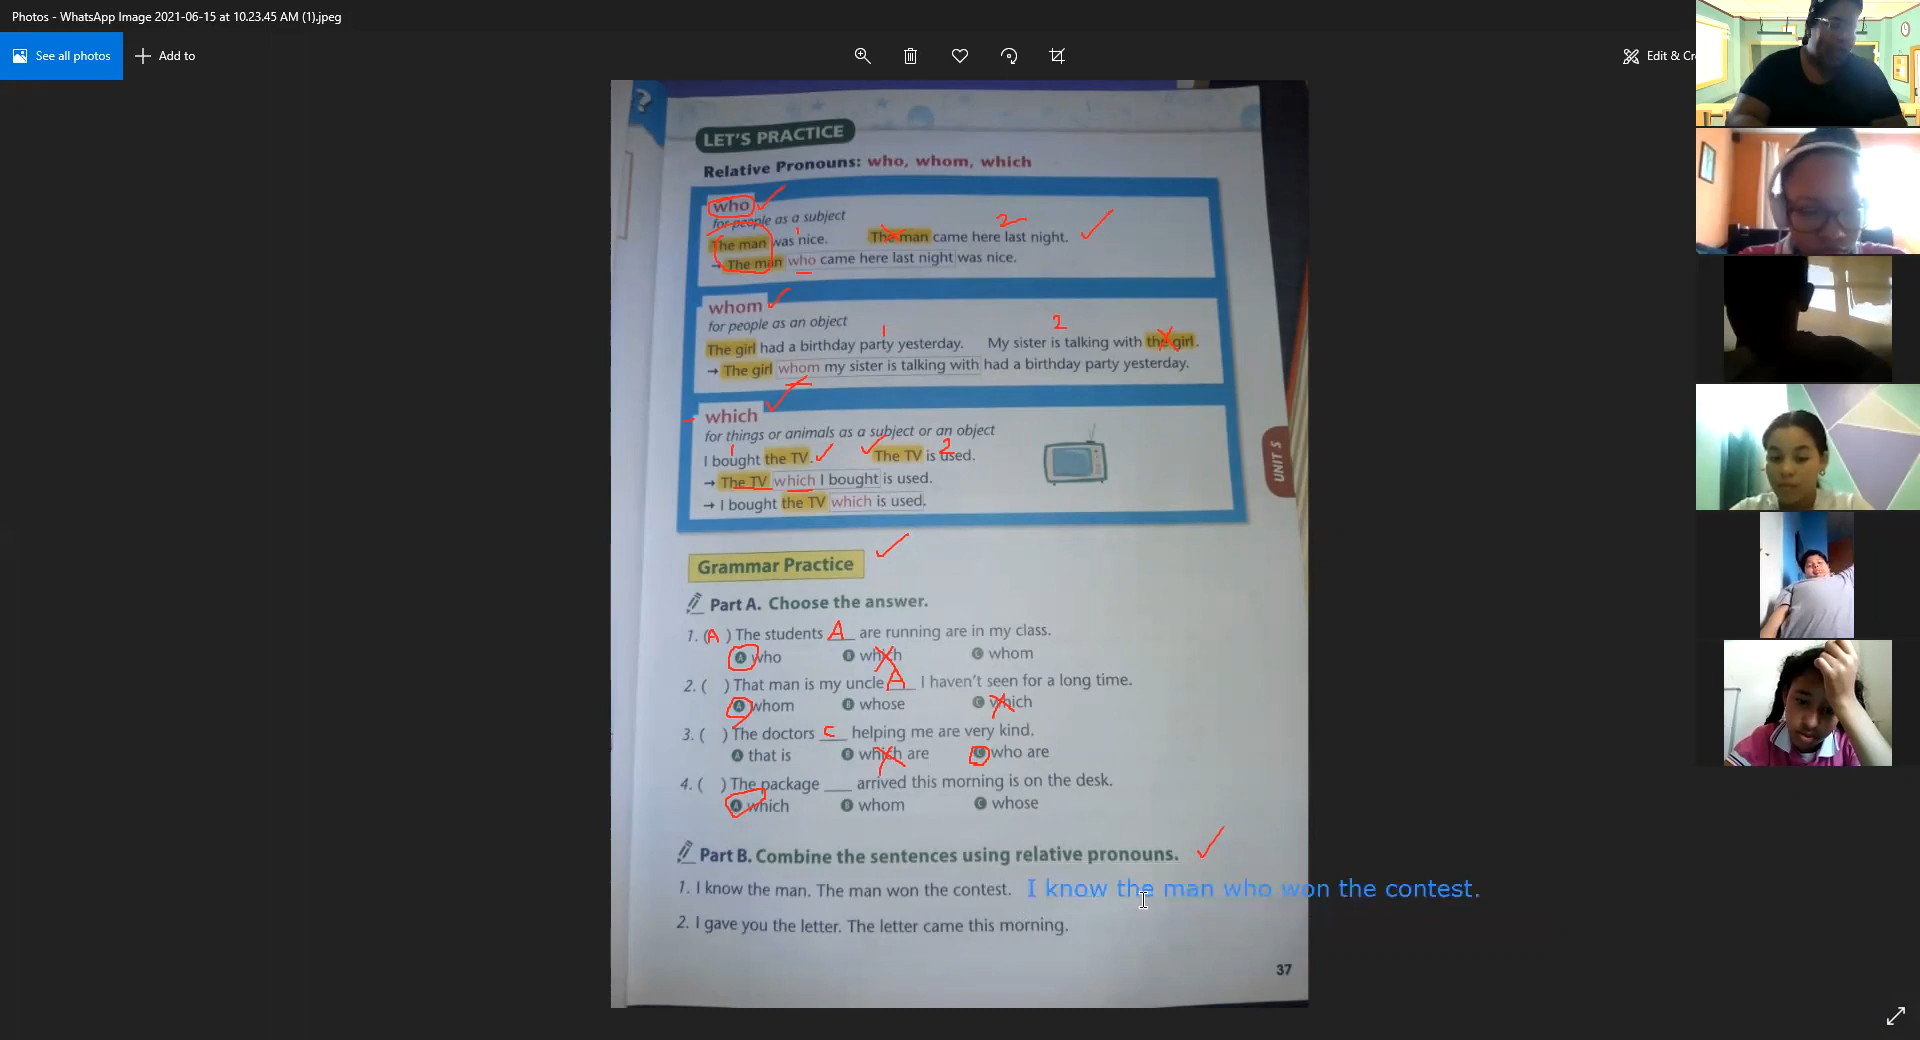 Photos - WhatsApp Image 2021-06-15 at 10.23.45 AM (1).jpeg
See all photos
Add to
Edit & Cr
?
LET'S PRACTICE
Relative Pronouns: who, whom, which
who
for people as a subject
2
The man was nice. The man came here last night.
→ The man who came here last night was nice.
whom
for people as an object
1 2
The girl had a birthday party yesterday. My sister is talking with the girl.
→ The girl whom my sister is talking with had a birthday party yesterday.
which
for things or animals as a subject or an object
1 2
I bought the TV. The TV is used.
→ The TV which I bought is used.
→ I bought the TV which is used.
UNIT 5
Grammar Practice
Part A. Choose the answer.
1. (A) The students A are running are in my class.
A who B which C whom
2. ( ) That man is my uncle A I haven't seen for a long time.
A whom B whose C which
3. ( ) The doctors C helping me are very kind.
A that is B which are C who are
4. ( ) The package ___ arrived this morning is on the desk.
A which B whom C whose
Part B. Combine the sentences using relative pronouns.
1. I know the man. The man won the contest. I know the man who won the contest.
2. I gave you the letter. The letter came this morning.
37